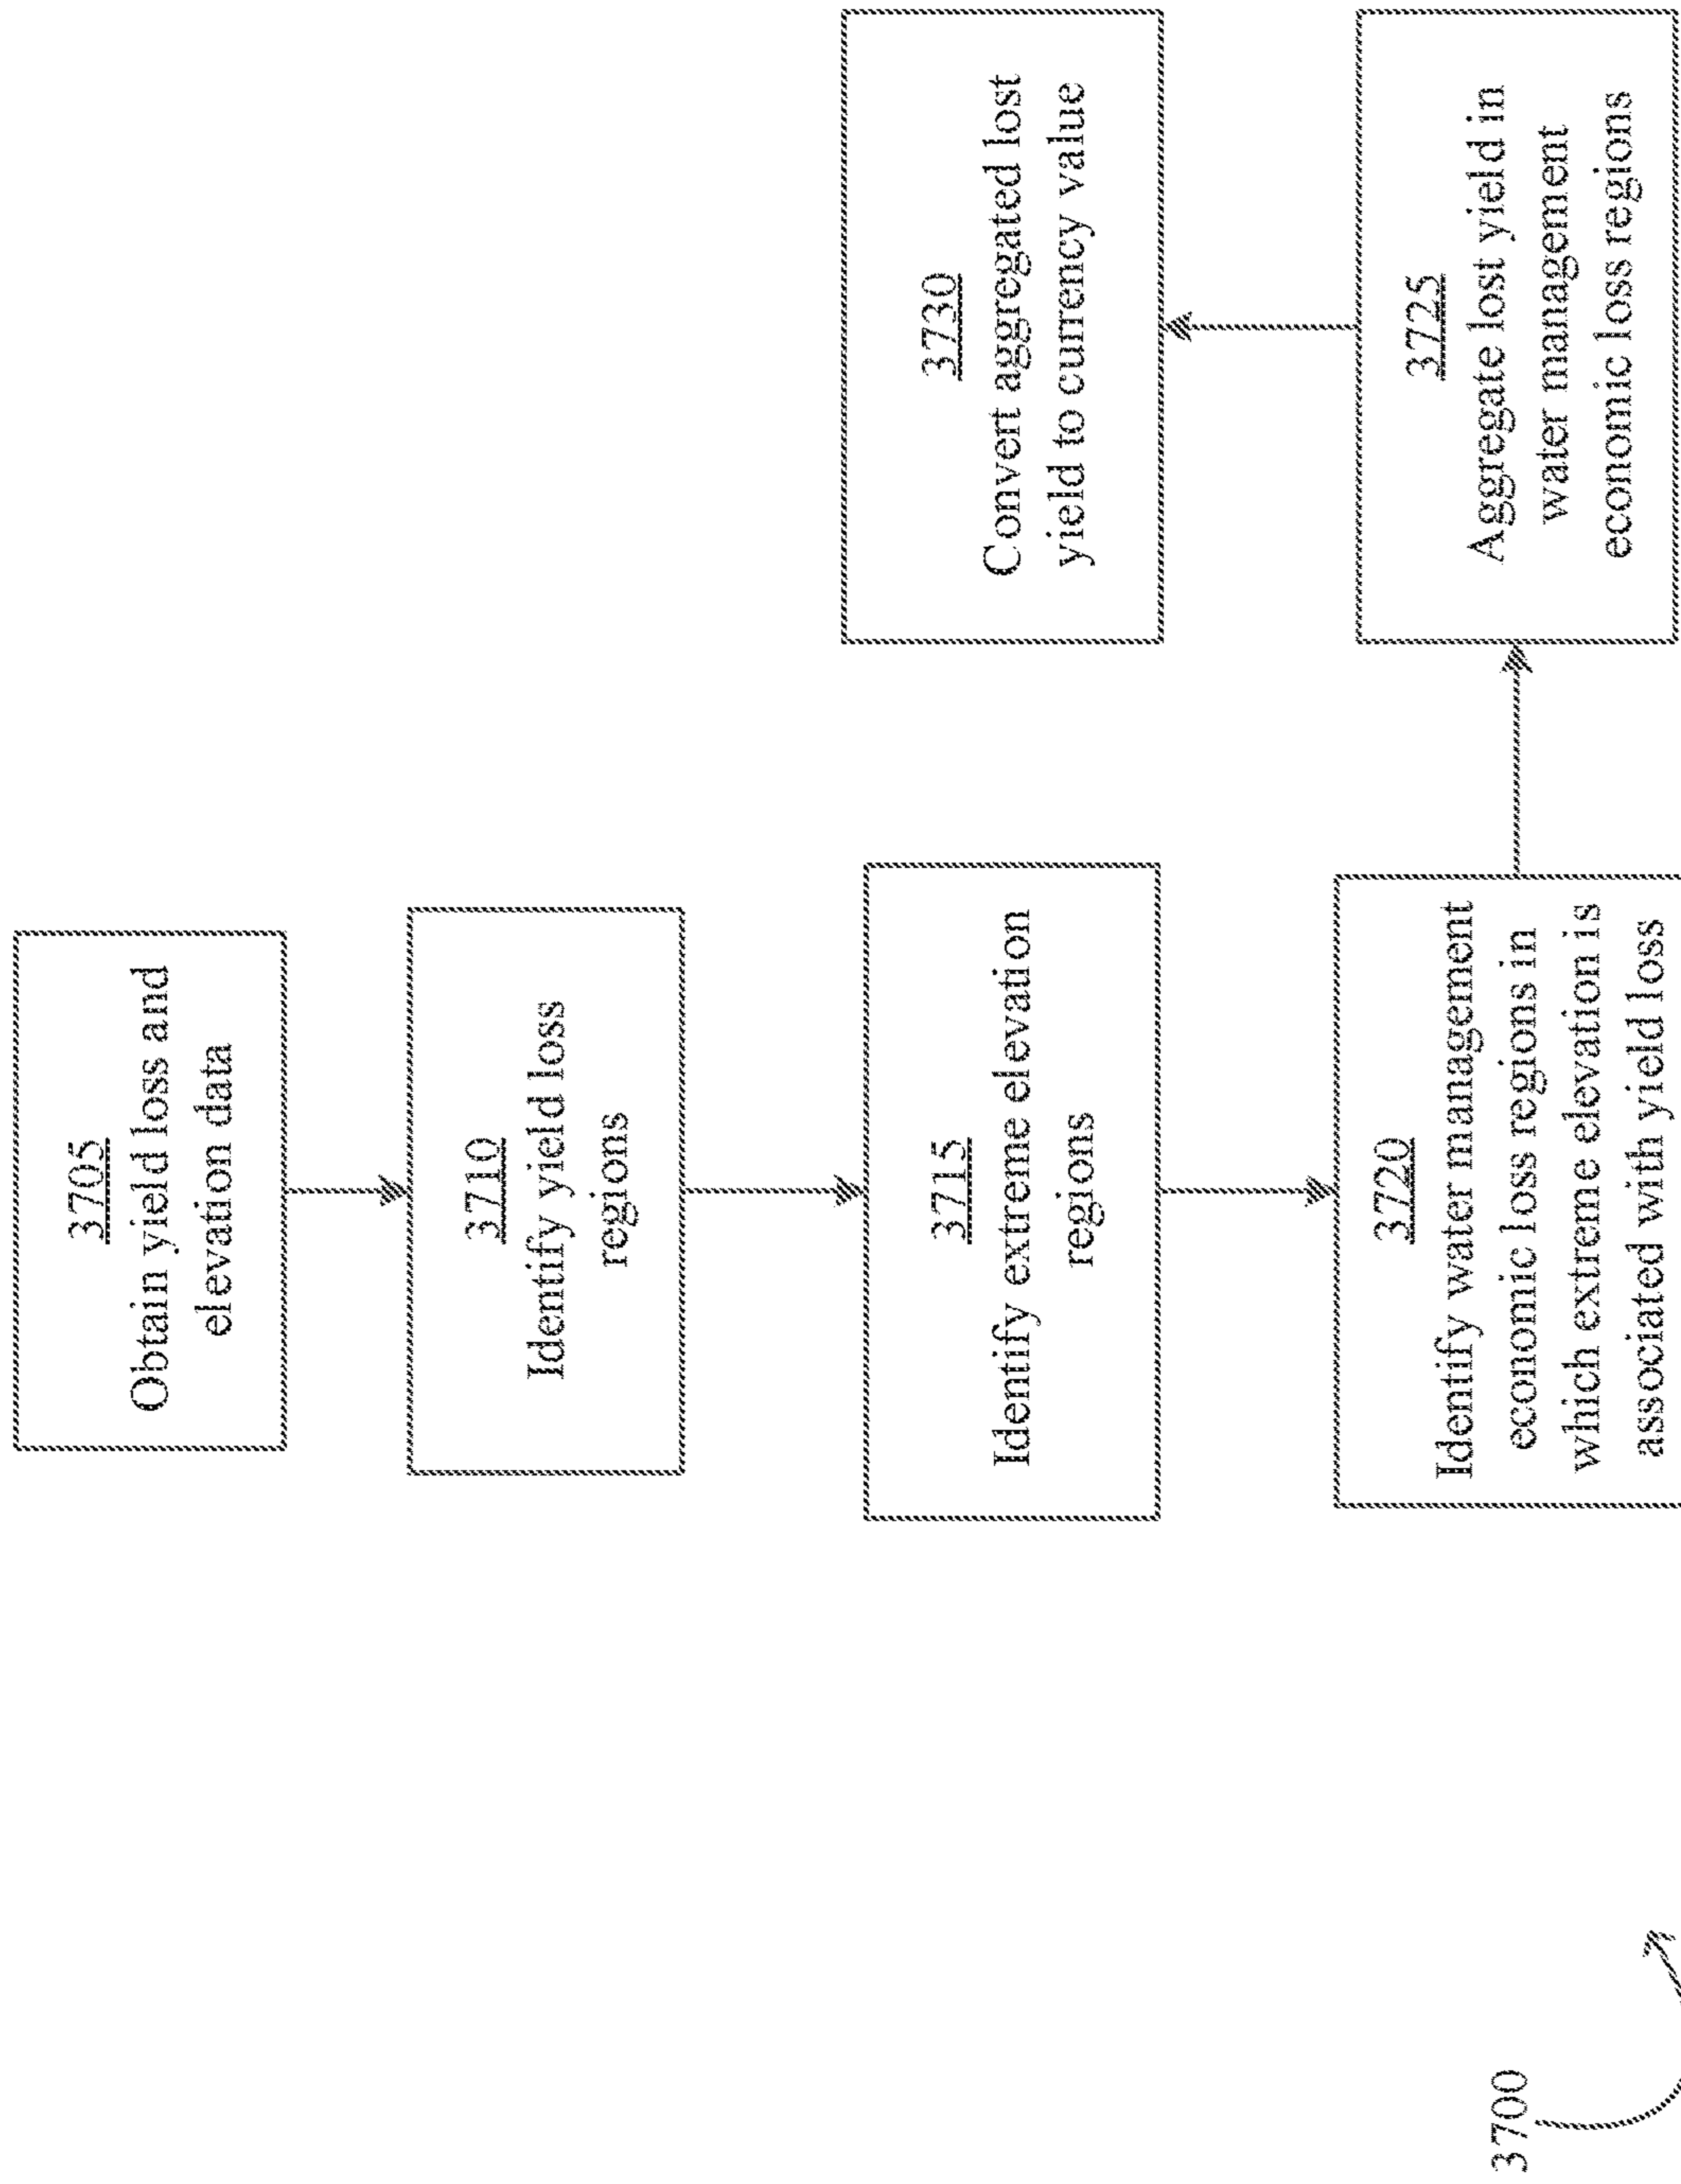 3705
Obtain yield loss and
elevation data
3710
Identify yield loss
regions
3715
Identify extreme elevation
regions
3720
Identify water management
economic loss regions in
which extreme elevation is
associated with yield loss
3725
Aggregate lost yield in
water management
economic loss regions
3730
Convert aggregated lost
yield to currency value
3700